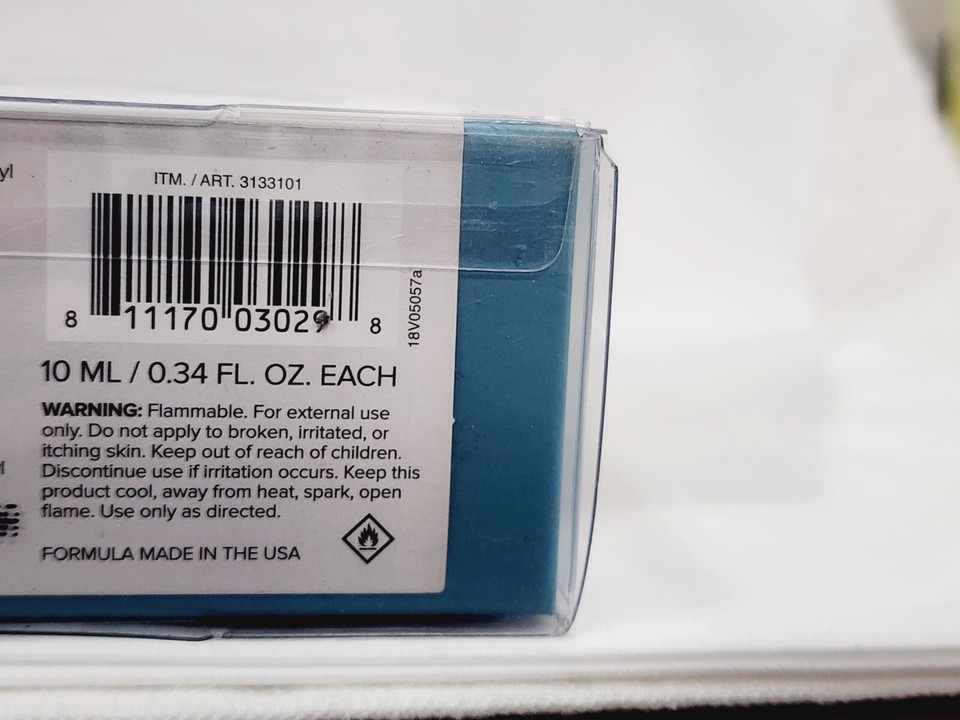 ITM. / ART. 3133101
8 11170 03029 8
18V05057a
10 ML / 0.34 FL. OZ. EACH
WARNING: Flammable. For external use
only. Do not apply to broken, irritated, or
itching skin. Keep out of reach of children.
Discontinue use if irritation occurs. Keep this
product cool, away from heat, spark, open
flame. Use only as directed.
FORMULA MADE IN THE USA